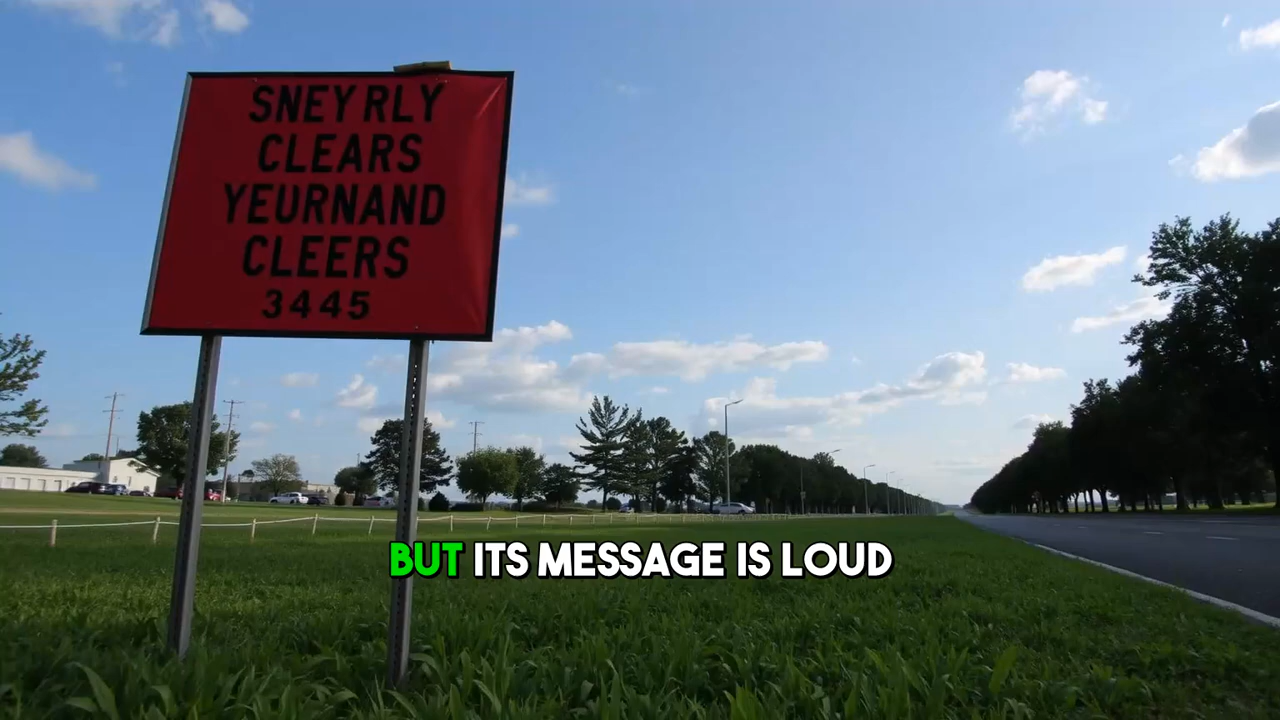 SNEYRLY
CLEARS
YEURNAND
CLEERS
3445
BUT ITS MESSAGE IS LOUD